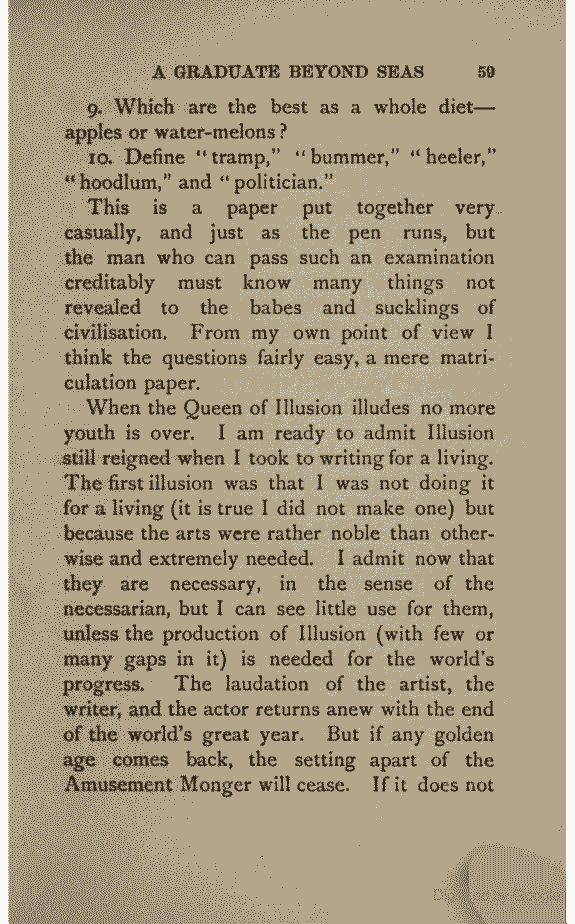 A GRADUATE BEYOND SEAS 59
9. Which are the best as a whole diet—
apples or water-melons?
10. Define “tramp,” “bummer,” “heeler,”
“hoodlum,” and “politician.”
This is a paper put together very
casually, and just as the pen runs, but
the man who can pass such an examination
creditably must know many things not
revealed to the babes and sucklings of
civilisation. From my own point of view I
think the questions fairly easy, a mere matri-
culation paper.
When the Queen of Illusion illudes no more
youth is over. I am ready to admit Illusion
still reigned when I took to writing for a living.
The first illusion was that I was not doing it
for a living (it is true I did not make one) but
because the arts were rather noble than other-
wise and extremely needed. I admit now that
they are necessary, in the sense of the
necessarian, but I can see little use for them,
unless the production of Illusion (with few or
many gaps in it) is needed for the world's
progress. The laudation of the artist, the
writer, and the actor returns anew with the end
of the world's great year. But if any golden
age comes back, the setting apart of the
Amusement Monger will cease. If it does not
Digitized by Google